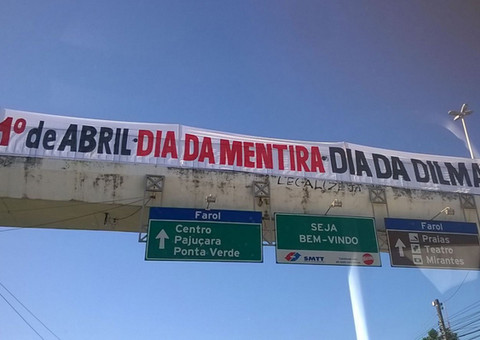 1º de ABRIL · DIA DA MENTIRA · DIA DA DILMA
LEGALIZEJA
Farol
Centro
Pajuçara
Ponta Verde
SEJA
BEM-VINDO
SMTT
Farol
Praias
Teatro
Mirantes